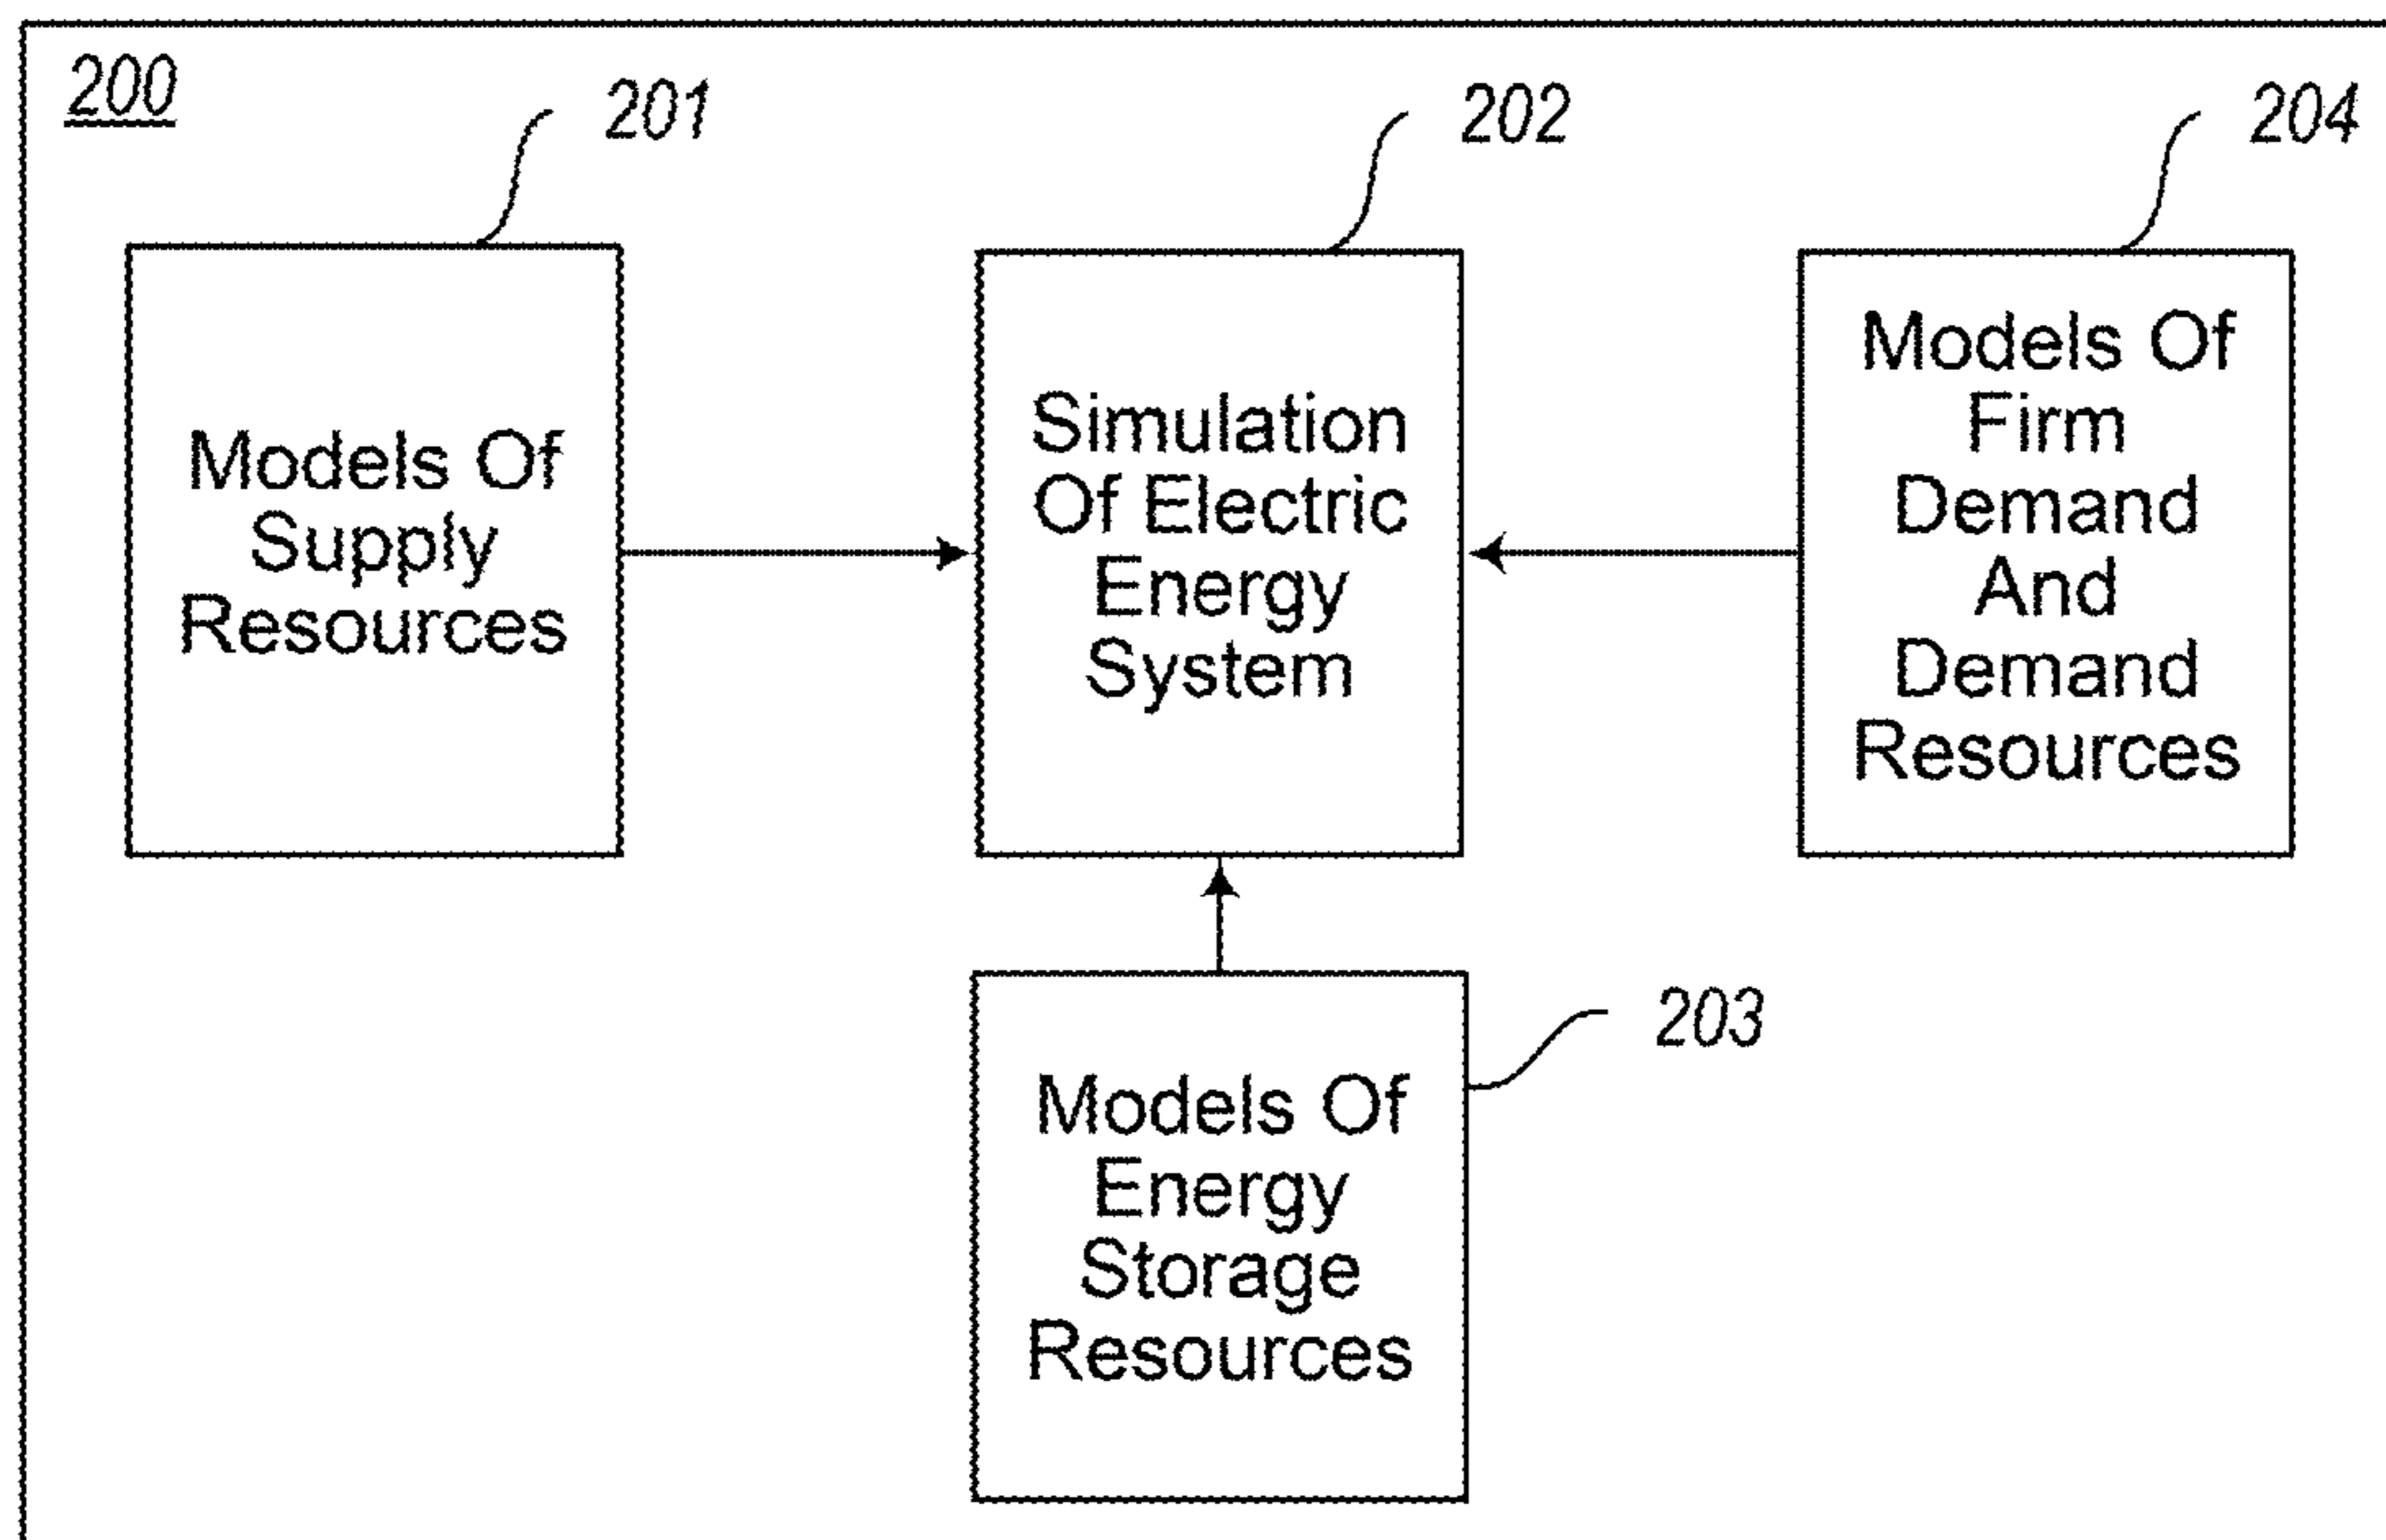 200
201
202
204
Models Of
Supply
Resources
Simulation
Of Electric
Energy
System
Models Of
Firm
Demand
And
Demand
Resources
203
Models Of
Energy
Storage
Resources